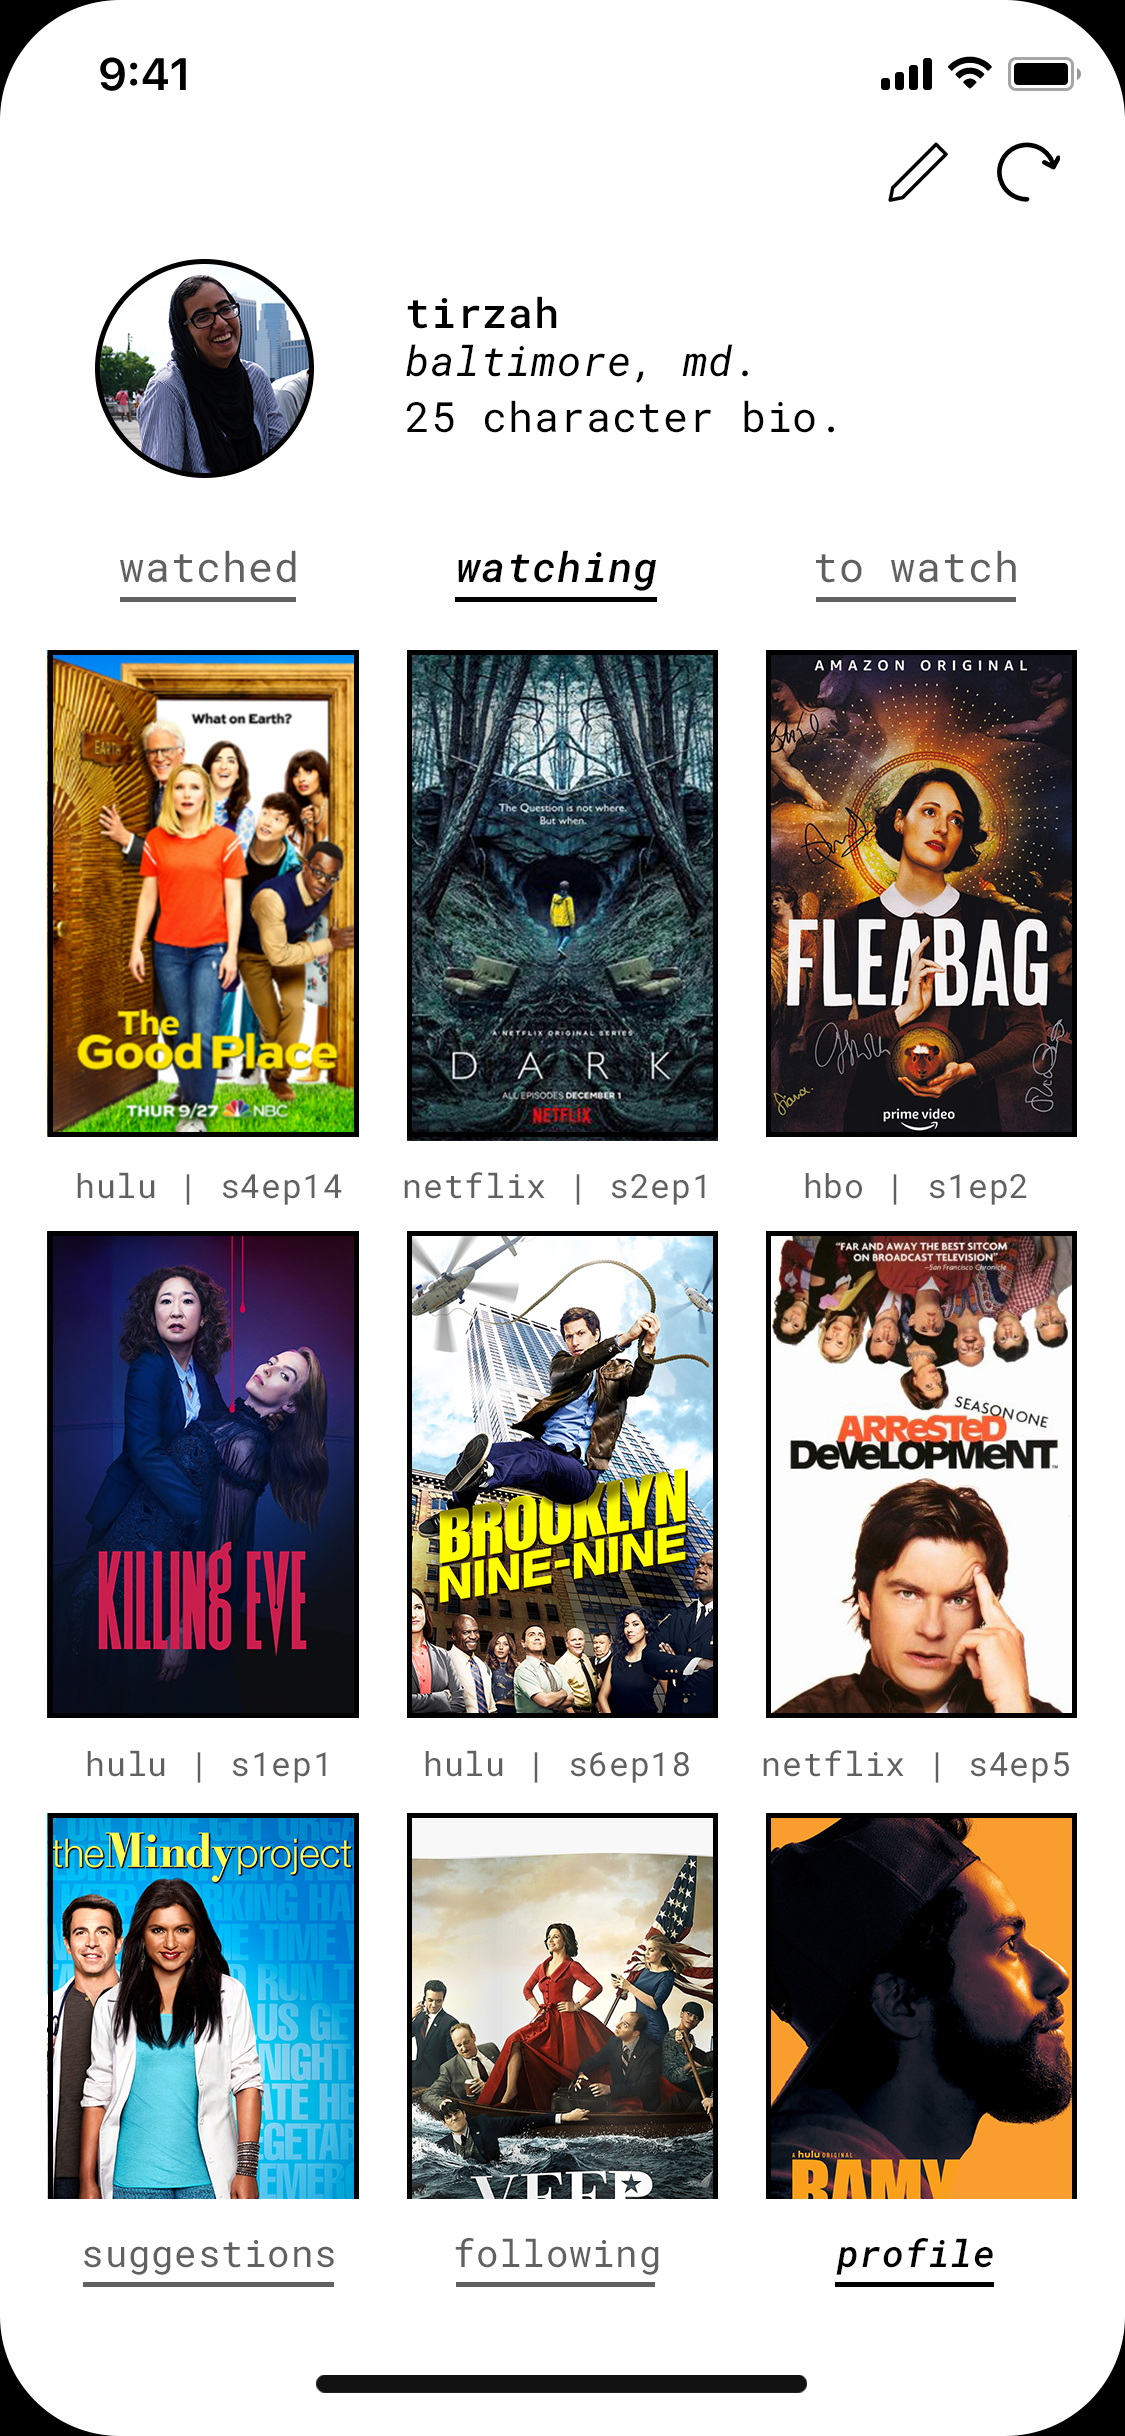 9:41
tirzah
baltimore, md.
25 character bio.
watched
watching
to watch
What on Earth?
EARTH
The
Good Place
THUR 9/27 NBC
The Question is not where.
But when.
A NETFLIX ORIGINAL SERIES
DARK
ALL EPISODES DECEMBER 1
NETFLIX
AMAZON ORIGINAL
FLEABAG
prime video
hulu | s4ep14
netflix | s2ep1
hbo | s1ep2
KILLING EVE
BROOKLYN
NINE-NINE
"FAR AND AWAY THE BEST SITCOM
ON BROADCAST TELEVISION"
–San Francisco Chronicle
SEASON ONE
ARReSTeD
DeVeLOPMeNT™
hulu | s1ep1
hulu | s6ep18
netflix | s4ep5
theMindyproject
VEEP
A hulu ORIGINAL
RAMY
suggestions
following
profile